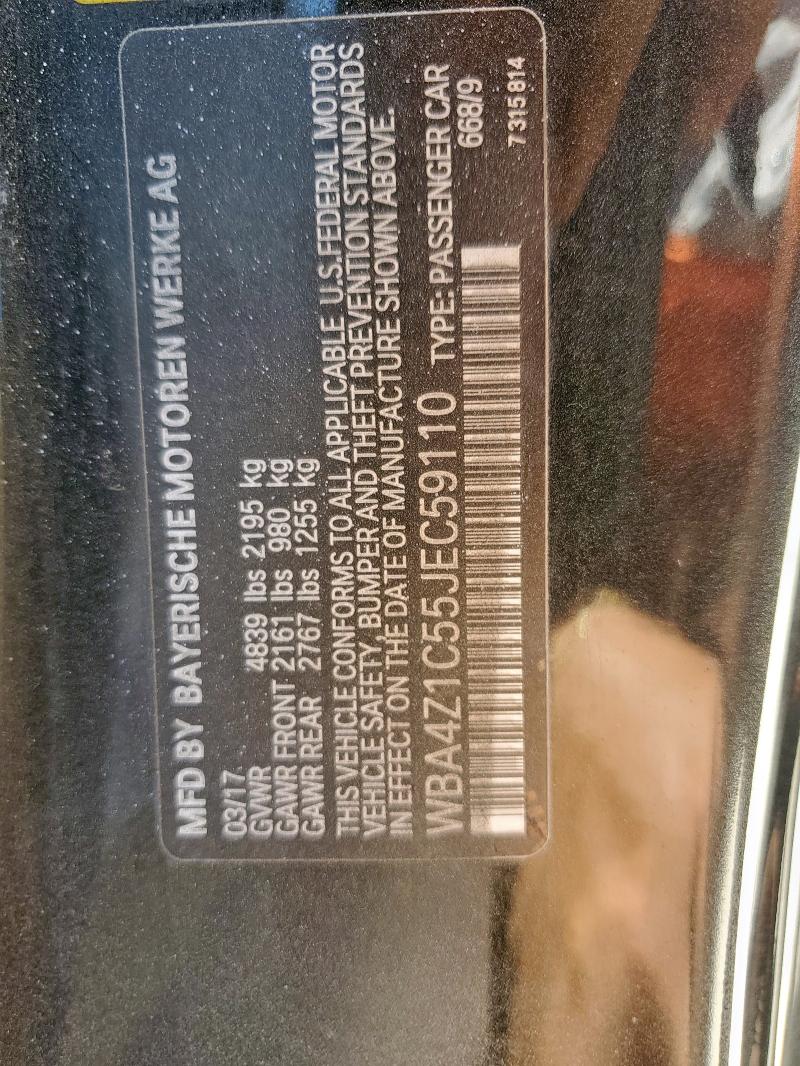 MFD BY BAYERISCHE MOTOREN WERKE AG
03/17
GVWR 4839 lbs 2195 kg
GAWR FRONT 2161 lbs 980 kg
GAWR REAR 2767 lbs 1255 kg
THIS VEHICLE CONFORMS TO ALL APPLICABLE U.S. FEDERAL MOTOR
VEHICLE SAFETY, BUMPER AND THEFT PREVENTION STANDARDS
IN EFFECT ON THE DATE OF MANUFACTURE SHOWN ABOVE.
WBA4Z1C55JEC59110 TYPE: PASSENGER CAR
668/9
7 315 814